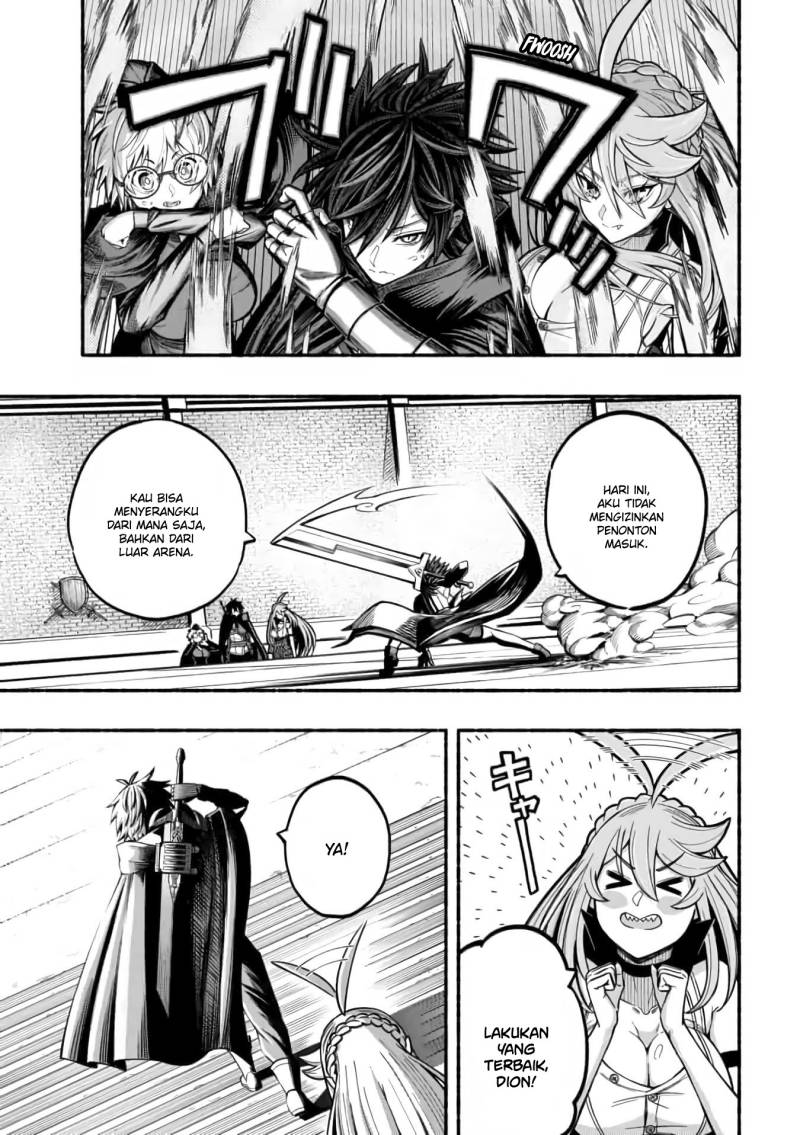 FWOOSH
ブワ
HARI INI,
AKU TIDAK
MENGIZINKAN
PENONTON
MASUK.
KAU BISA
MENYERANGKU
DARI MANA SAJA,
BAHKAN DARI
LUAR ARENA.
キャー
LAKUKAN
YANG
TERBAIK,
DION!
YA!